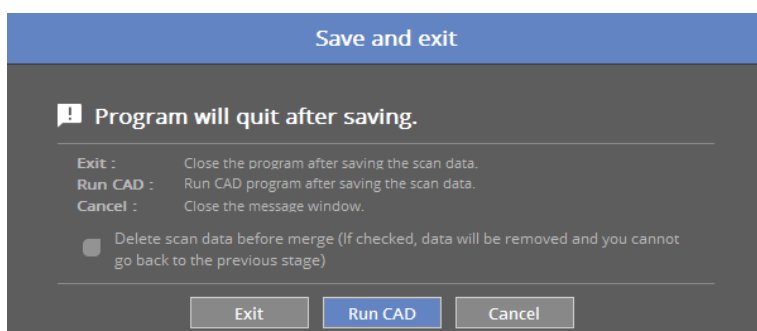 Save and exit
Program will quit after saving.
Exit : Close the program after saving the scan data.
Run CAD : Run CAD program after saving the scan data.
Cancel : Close the message window.
Delete scan data before merge (If checked, data will be removed and you cannot
go back to the previous stage)
Exit Run CAD Cancel